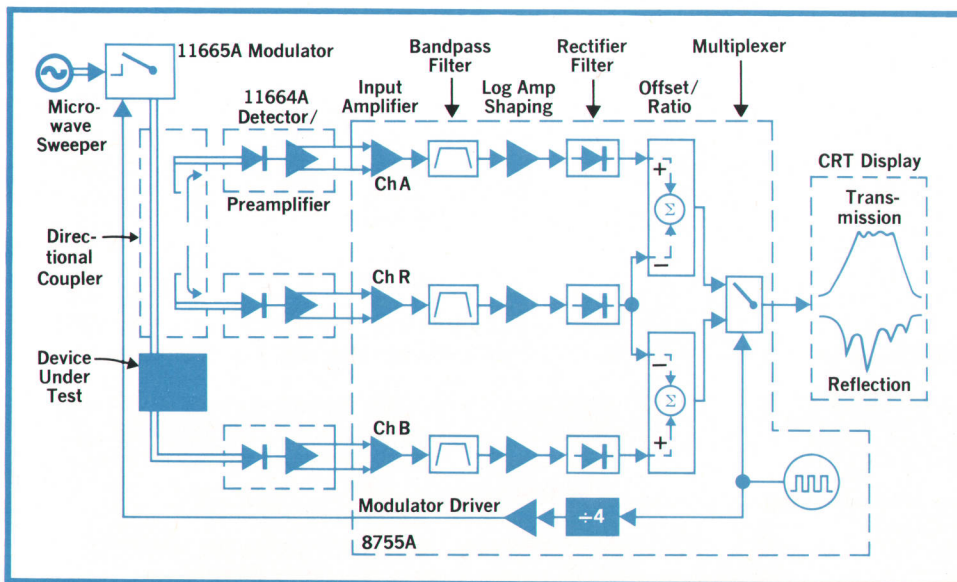 11665A Modulator
Micro-
wave
Sweeper
11664A
Detector/
Preamplifier
Input
Amplifier
Bandpass
Filter
Log Amp
Shaping
Rectifier
Filter
Offset/
Ratio
Multiplexer
CRT Display
Trans-
mission
Reflection
Direc-
tional
Coupler
Device
Under
Test
Ch A
Ch R
Ch B
+
Σ
−
−
Σ
+
Modulator Driver
÷4
8755A